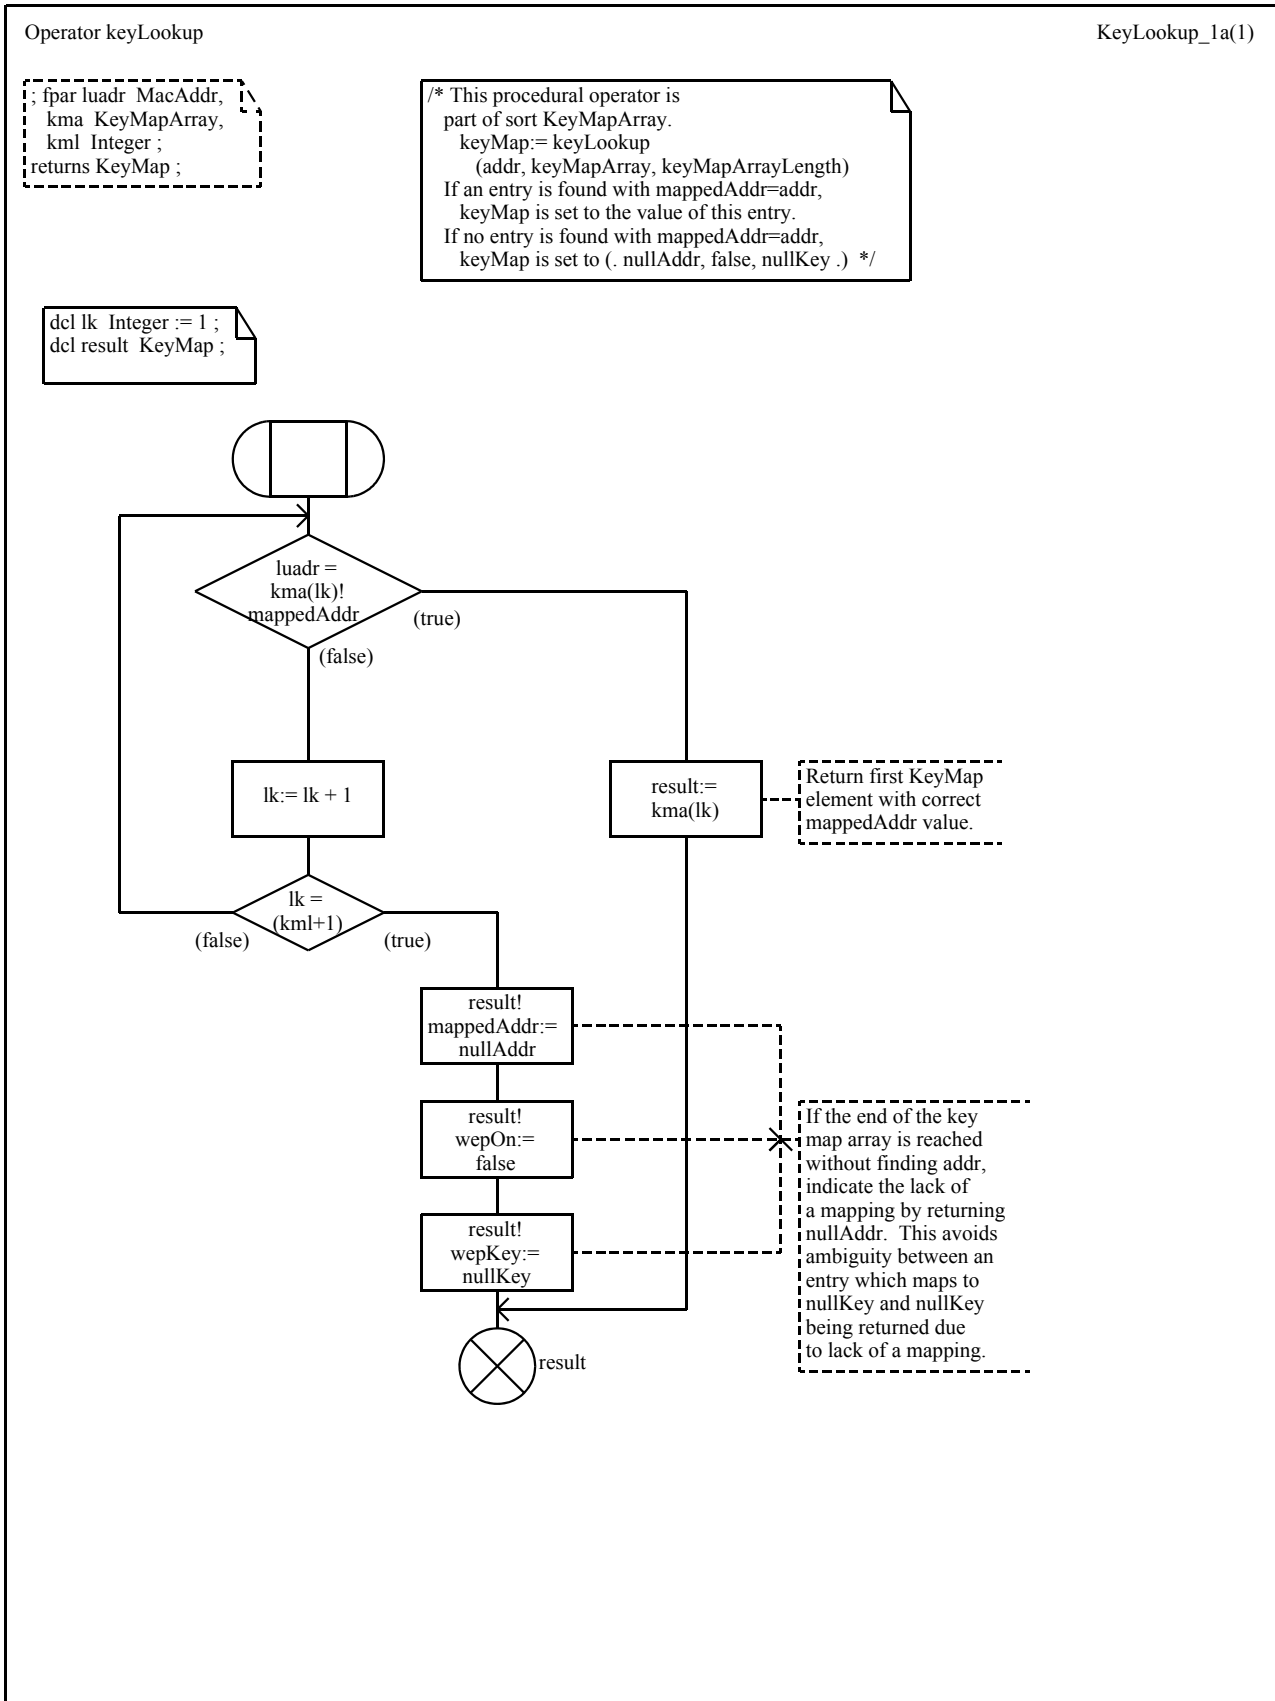 Operator keyLookup
KeyLookup_1a(1)
; fpar luadr MacAddr,
kma KeyMapArray,
kml Integer ;
returns KeyMap ;
/* This procedural operator is
part of sort KeyMapArray.
keyMap:= keyLookup
(addr, keyMapArray, keyMapArrayLength)
If an entry is found with mappedAddr=addr,
keyMap is set to the value of this entry.
If no entry is found with mappedAddr=addr,
keyMap is set to (. nullAddr, false, nullKey .) */
dcl lk Integer := 1 ;
dcl result KeyMap ;
luadr =
kma(lk)!
mappedAddr
(true)
(false)
lk:= lk + 1
result:=
kma(lk)
Return first KeyMap
element with correct
mappedAddr value.
lk =
(kml+1)
(false)
(true)
result!
mappedAddr:=
nullAddr
result!
wepOn:=
false
result!
wepKey:=
nullKey
If the end of the key
map array is reached
without finding addr,
indicate the lack of
a mapping by returning
nullAddr. This avoids
ambiguity between an
entry which maps to
nullKey and nullKey
being returned due
to lack of a mapping.
result